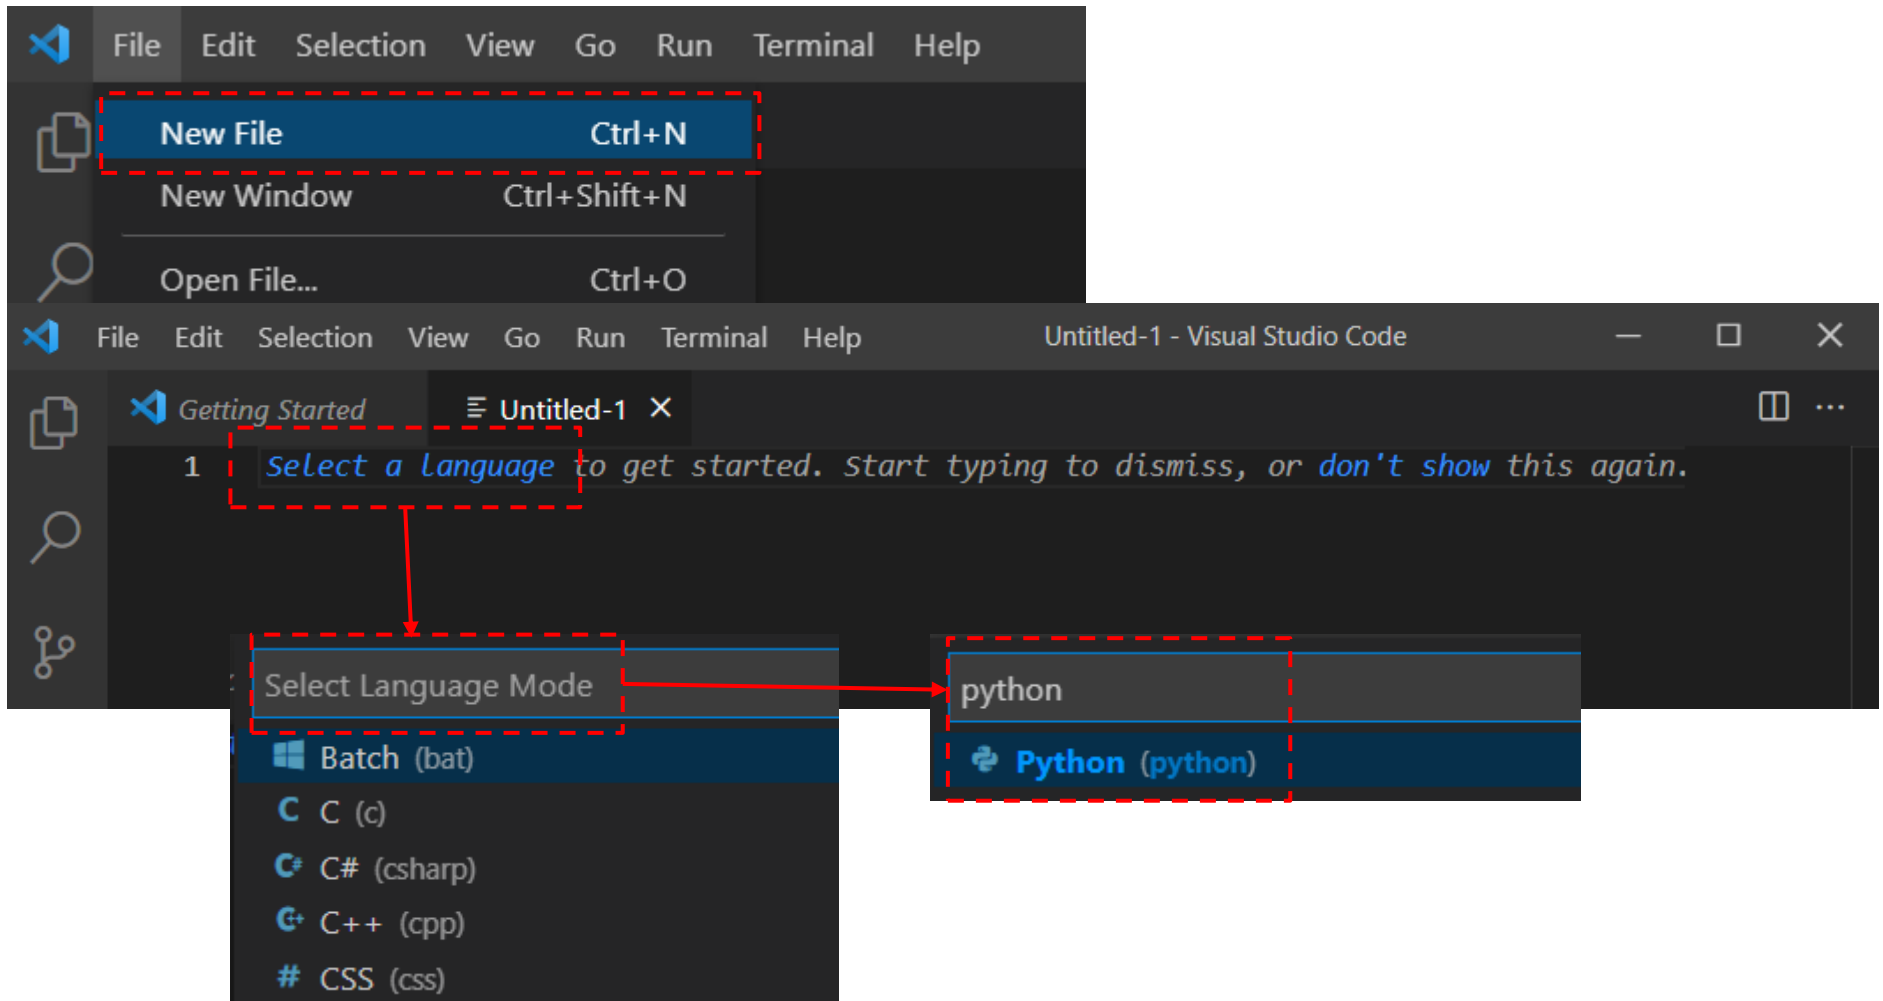 File Edit Selection View Go Run Terminal Help
New File Ctrl+N
New Window Ctrl+Shift+N
Open File... Ctrl+O
File Edit Selection View Go Run Terminal Help Untitled-1 - Visual Studio Code
Getting Started Untitled-1
1 Select a language to get started. Start typing to dismiss, or don't show this again.
Select Language Mode
Batch (bat)
C (c)
C# (csharp)
C++ (cpp)
CSS (css)
python
Python (python)